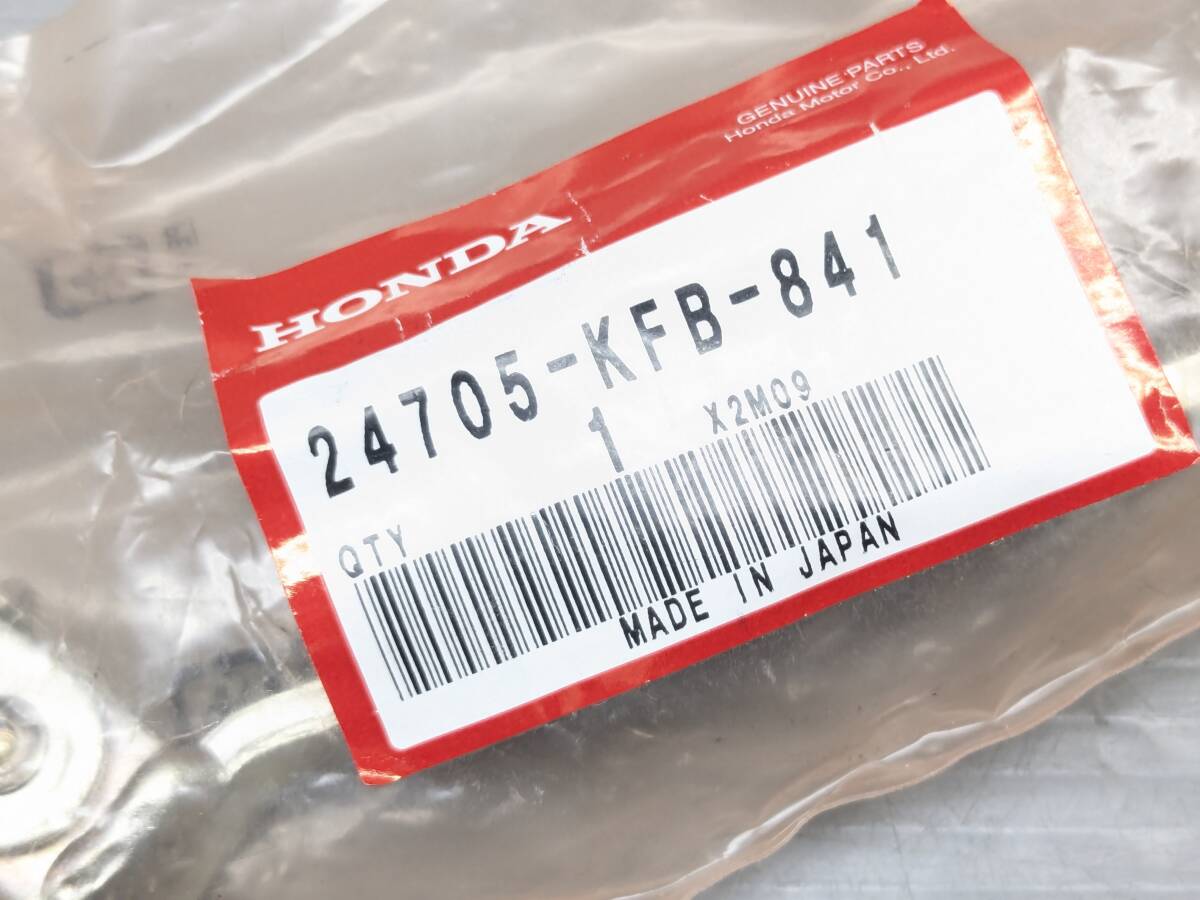 GENUINE PARTS
Honda Motor Co., Ltd.
HONDA
24705-KFB-841
1
X2M09
QTY
MADE IN JAPAN